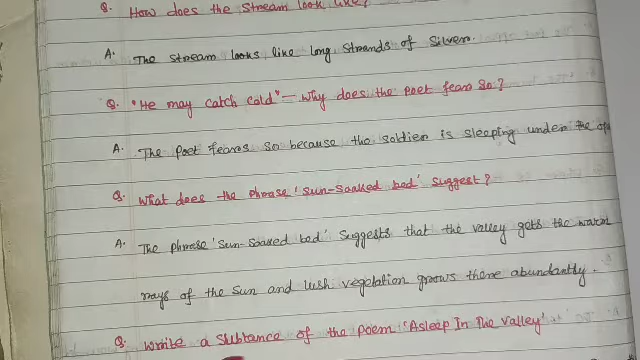 Q. How does the stream look like?
A. The stream looks like long strands of silver.
Q. "He may catch cold" – why does the poet fears so?
A. The poet fears so because the soldier is sleeping under the
Q. What does the phrase 'sun-soaked bed' suggest?
A. The phrase 'sun-soaked bed' suggests that the valley gets the warm
rays of the sun and lush vegetation grows there abundantly.
Q. Write a substance of the poem 'Asleep In The Valley'